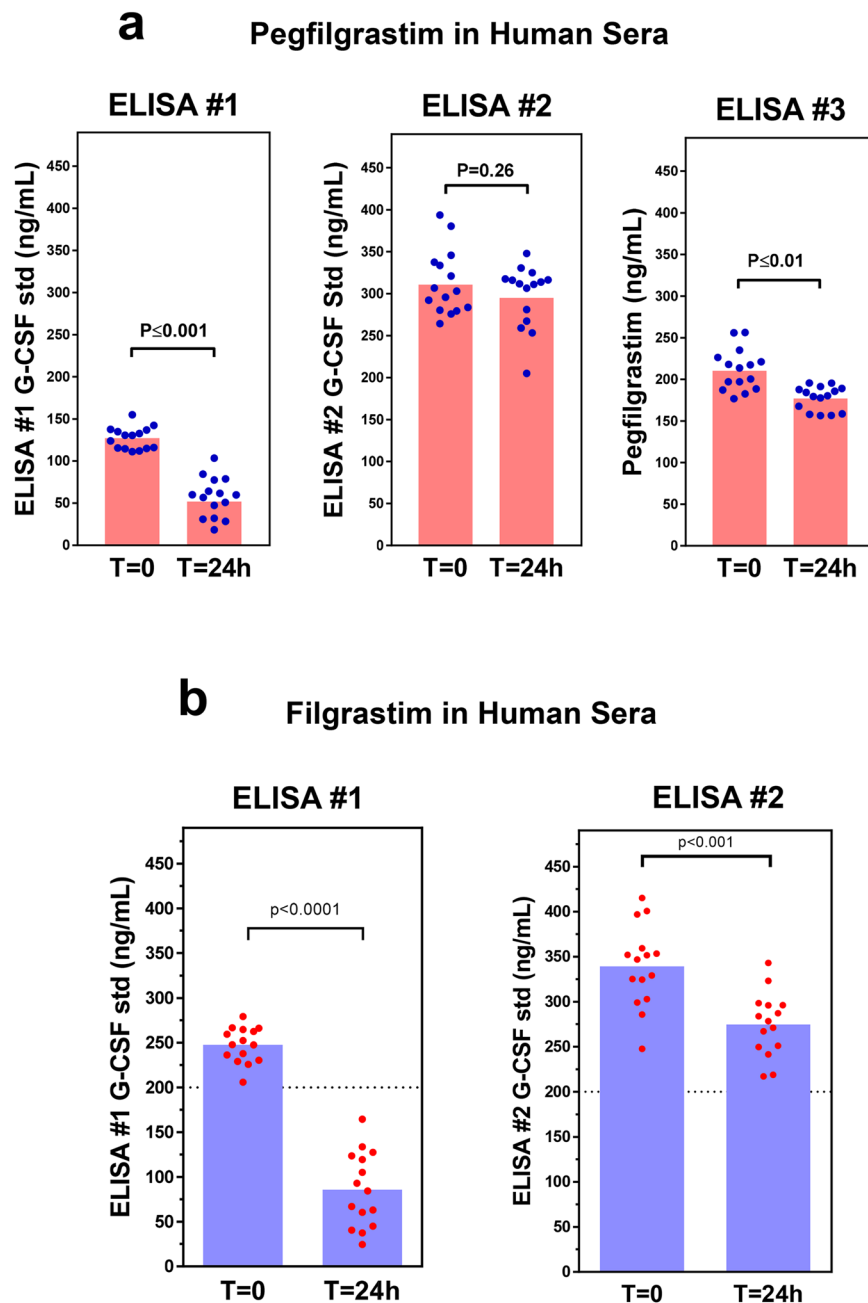 a
Pegfilgrastim in Human Sera
ELISA #1
ELISA #1 G-CSF std (ng/mL)
450
400
350
300
250
200
150
100
50
0
P≤0.001
T=0
T=24h
ELISA #2
ELISA #2 G-CSF Std (ng/mL)
450
400
350
300
250
200
150
100
50
0
P=0.26
T=0
T=24h
ELISA #3
Pegfilgrastim (ng/mL)
450
400
350
300
250
200
150
100
50
0
P≤0.01
T=0
T=24h
b
Filgrastim in Human Sera
ELISA #1
ELISA #1 G-CSF std (ng/mL)
450
400
350
300
250
200
150
100
50
0
p<0.0001
T=0
T=24h
ELISA #2
ELISA #2 G-CSF std (ng/mL)
450
400
350
300
250
200
150
100
50
0
p<0.001
T=0
T=24h